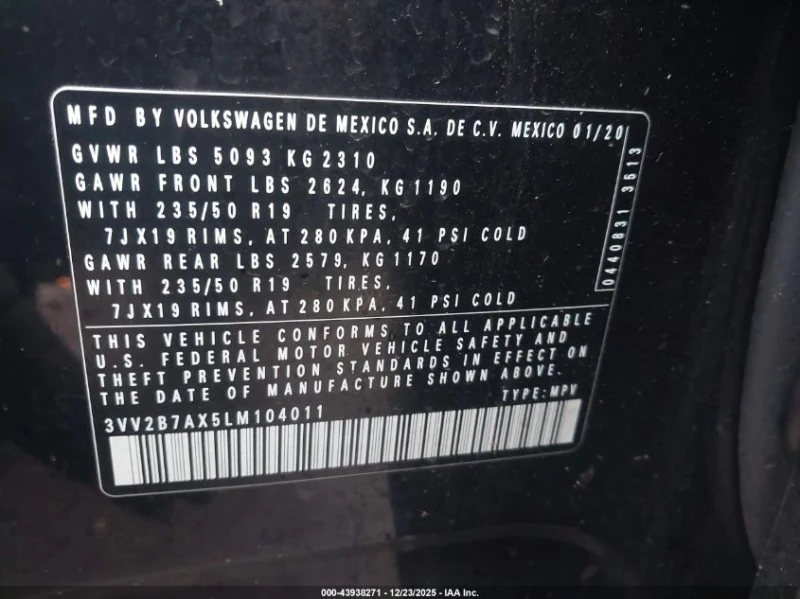 MFD BY VOLKSWAGEN DE MEXICO S.A. DE C.V. MEXICO 01/20
GVWR LBS 5093 KG 2310
GAWR FRONT LBS 2624, KG 1190
WITH 235/50 R19 TIRES,
7JX19 RIMS, AT 280 KPA, 41 PSI COLD
GAWR REAR LBS 2579, KG 1170
WITH 235/50 R19 TIRES,
7JX19 RIMS, AT 280 KPA, 41 PSI COLD
0440831 3513
THIS VEHICLE CONFORMS TO ALL APPLICABLE
U.S. FEDERAL MOTOR VEHICLE SAFETY AND
THEFT PREVENTION STANDARDS IN EFFECT ON
THE DATE OF MANUFACTURE SHOWN ABOVE.
TYPE: MPV
3VV2B7AX5LM104011
000-43938271 - 12/23/2025 - IAA Inc.